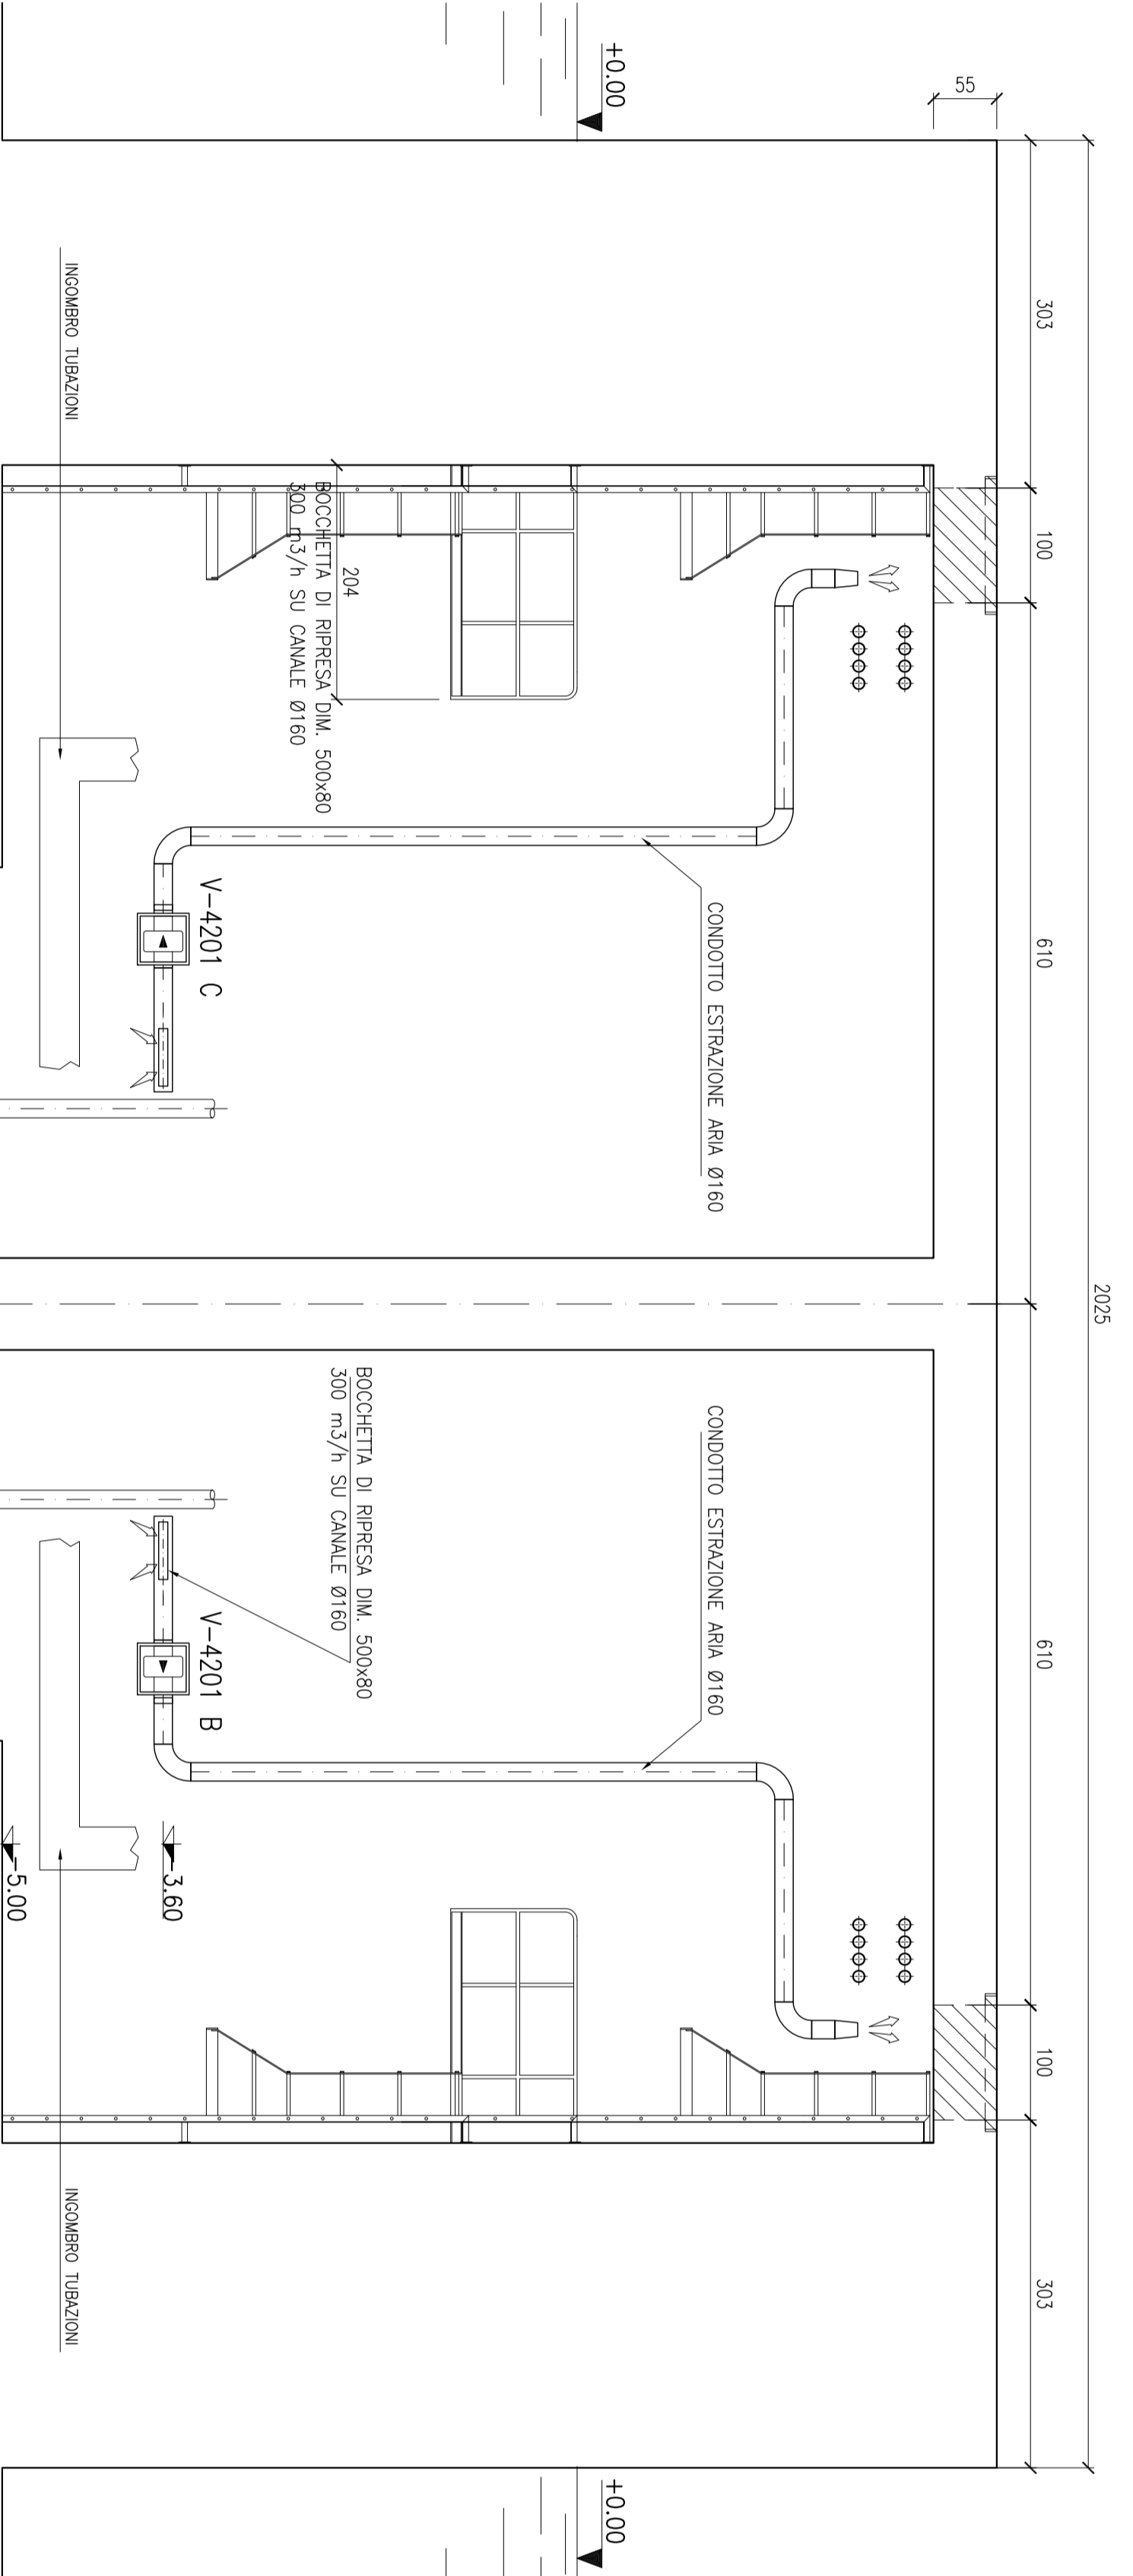 2025
303
100
610
610
100
303
55
+0.00
+0.00
CONDOTTO ESTRAZIONE ARIA Ø160
CONDOTTO ESTRAZIONE ARIA Ø160
204
BOCCHETTA DI RIPRESA DIM. 500x80
300 m3/h SU CANALE Ø160
BOCCHETTA DI RIPRESA DIM. 500x80
300 m3/h SU CANALE Ø160
V-4201 C
V-4201 B
-3.60
INGOMBRO TUBAZIONI
INGOMBRO TUBAZIONI
-5.00